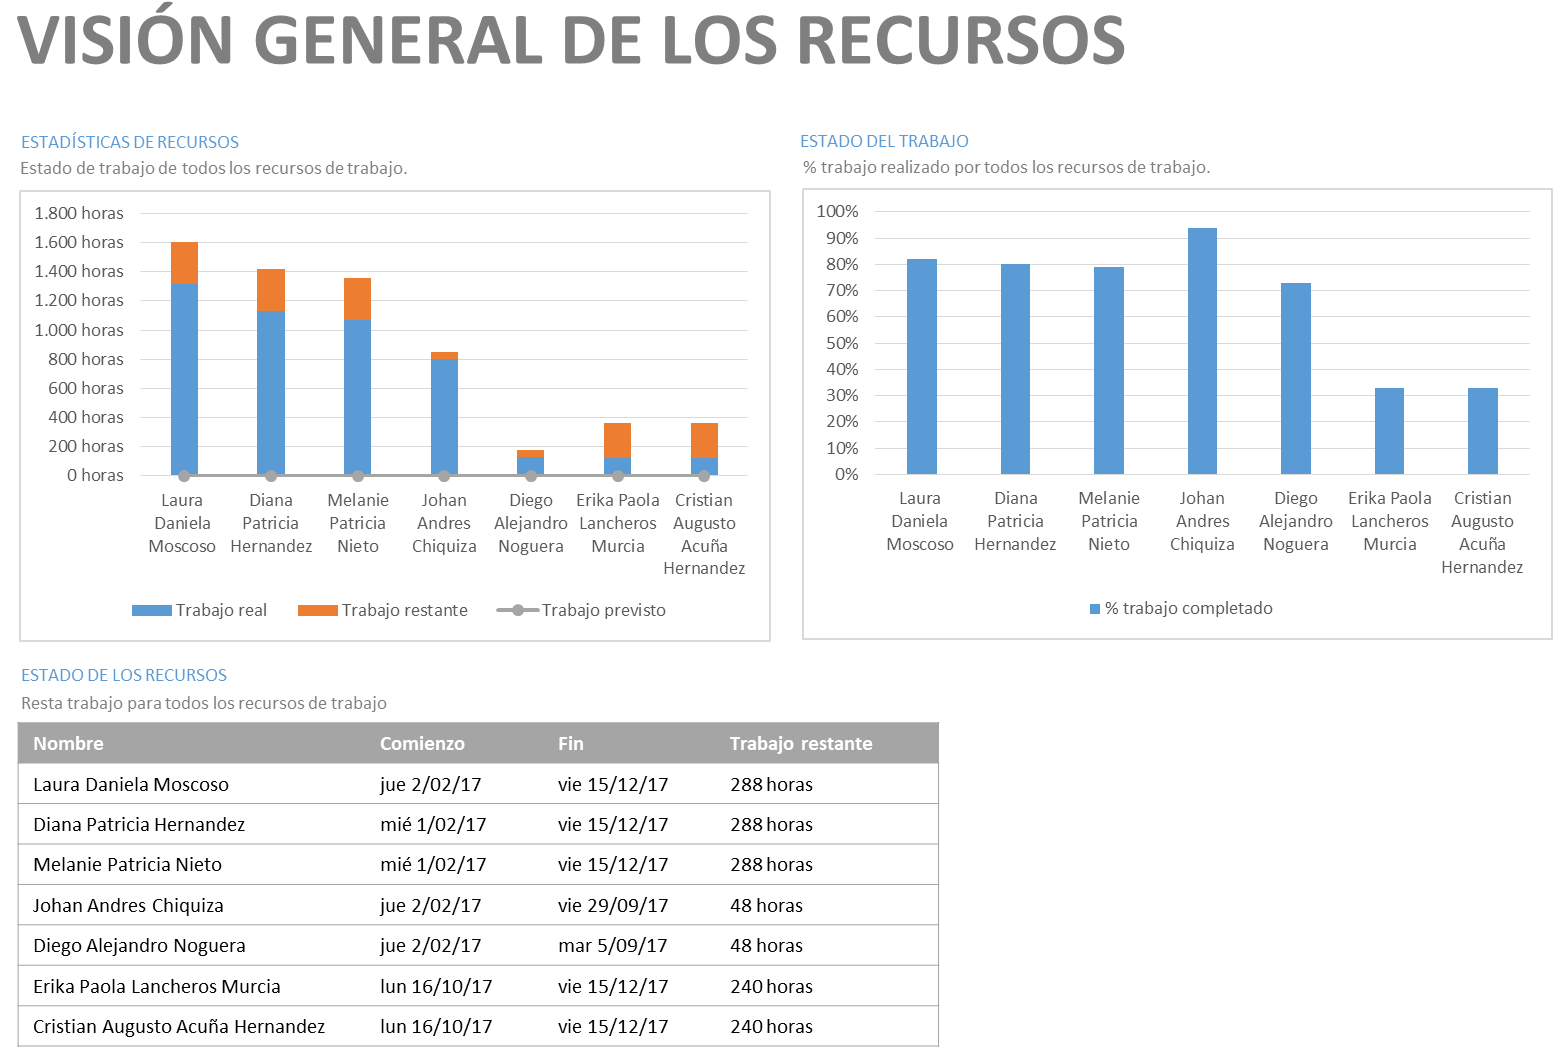 VISIÓN GENERAL DE LOS RECURSOS
ESTADÍSTICAS DE RECURSOS
Estado de trabajo de todos los recursos de trabajo.
1.800 horas
1.600 horas
1.400 horas
1.200 horas
1.000 horas
800 horas
600 horas
400 horas
200 horas
0 horas
Laura Daniela Moscoso
Diana Patricia Hernandez
Melanie Patricia Nieto
Johan Andres Chiquiza
Diego Alejandro Noguera
Erika Paola Lancheros Murcia
Cristian Augusto Acuña Hernandez
Trabajo real
Trabajo restante
Trabajo previsto
ESTADO DEL TRABAJO
% trabajo realizado por todos los recursos de trabajo.
100%
90%
80%
70%
60%
50%
40%
30%
20%
10%
0%
Laura Daniela Moscoso
Diana Patricia Hernandez
Melanie Patricia Nieto
Johan Andres Chiquiza
Diego Alejandro Noguera
Erika Paola Lancheros Murcia
Cristian Augusto Acuña Hernandez
% trabajo completado
ESTADO DE LOS RECURSOS
Resta trabajo para todos los recursos de trabajo
Nombre Comienzo Fin Trabajo restante
Laura Daniela Moscoso jue 2/02/17 vie 15/12/17 288 horas
Diana Patricia Hernandez mié 1/02/17 vie 15/12/17 288 horas
Melanie Patricia Nieto mié 1/02/17 vie 15/12/17 288 horas
Johan Andres Chiquiza jue 2/02/17 vie 29/09/17 48 horas
Diego Alejandro Noguera jue 2/02/17 mar 5/09/17 48 horas
Erika Paola Lancheros Murcia lun 16/10/17 vie 15/12/17 240 horas
Cristian Augusto Acuña Hernandez lun 16/10/17 vie 15/12/17 240 horas